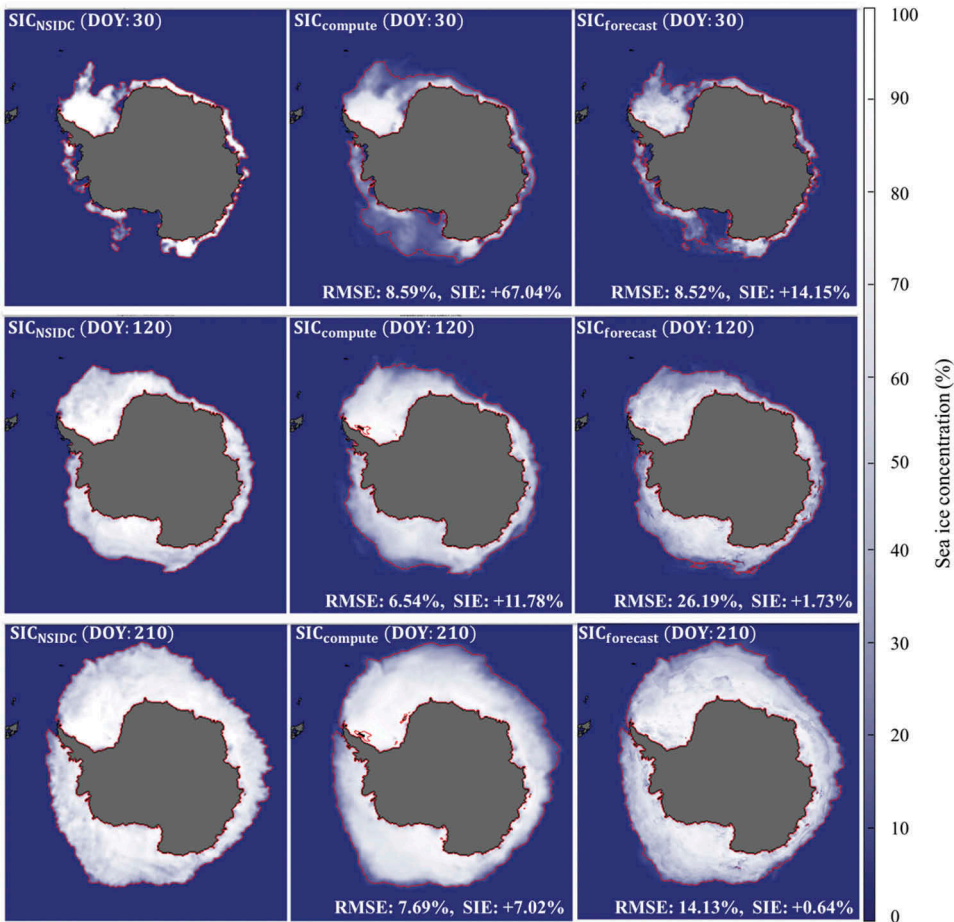 SIC_NSIDC (DOY: 30)
SIC_compute (DOY: 30)
SIC_forecast (DOY: 30)
RMSE: 8.59%, SIE: +67.04%
RMSE: 8.52%, SIE: +14.15%
SIC_NSIDC (DOY: 120)
SIC_compute (DOY: 120)
SIC_forecast (DOY: 120)
RMSE: 6.54%, SIE: +11.78%
RMSE: 26.19%, SIE: +1.73%
SIC_NSIDC (DOY: 210)
SIC_compute (DOY: 210)
SIC_forecast (DOY: 210)
RMSE: 7.69%, SIE: +7.02%
RMSE: 14.13%, SIE: +0.64%
100
90
80
70
60
50
40
30
20
10
0
Sea ice concentration (%)